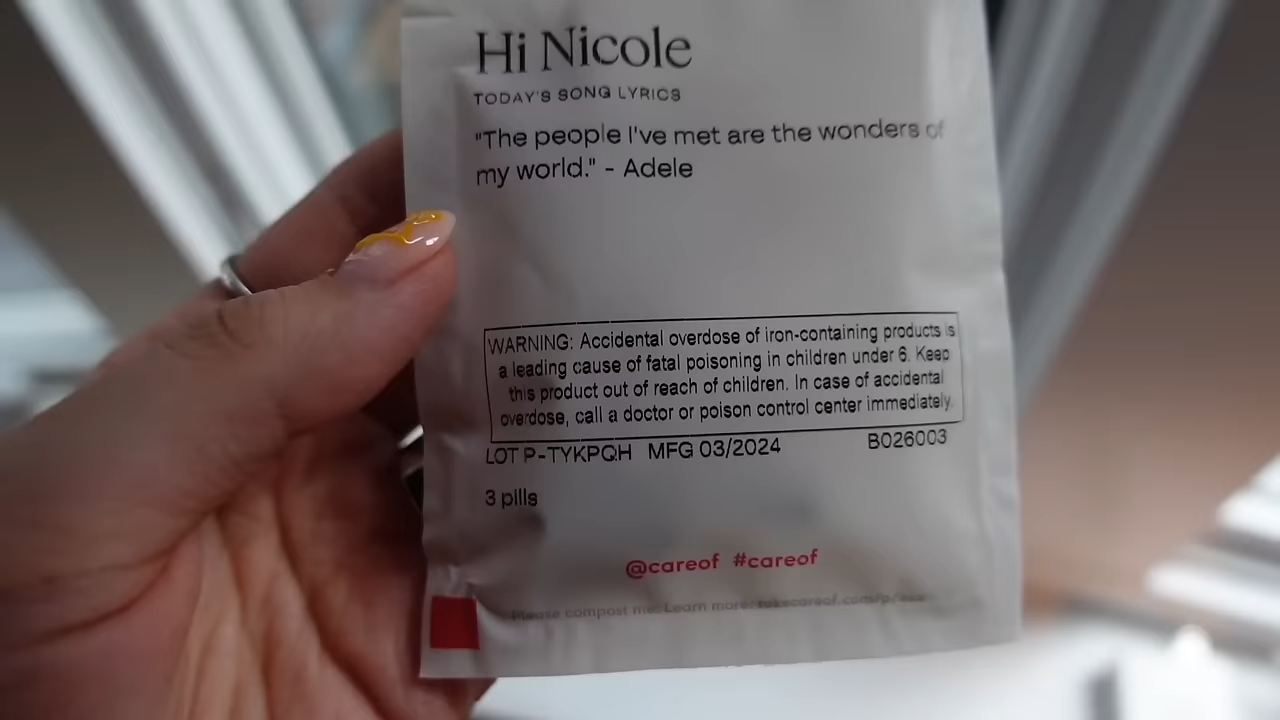 Hi Nicole
TODAY'S SONG LYRICS
"The people I've met are the wonders of
my world." - Adele
WARNING: Accidental overdose of iron-containing products is
a leading cause of fatal poisoning in children under 6. Keep
this product out of reach of children. In case of accidental
overdose, call a doctor or poison control center immediately.
LOT P-TYKPQH MFG 03/2024 B026003
3 pills
@careof #careof
Please compost me. Learn more: